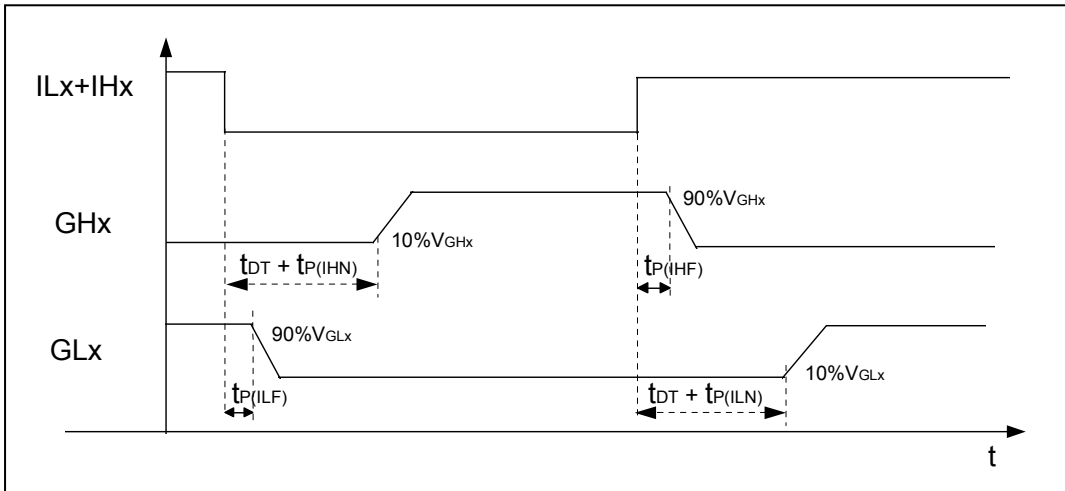 ILx+IHx
GHx
90%VGHx
10%VGHx
tDT + tP(IHN)
tP(IHF)
GLx
90%VGLx
10%VGLx
tP(ILF)
tDT + tP(ILN)
t